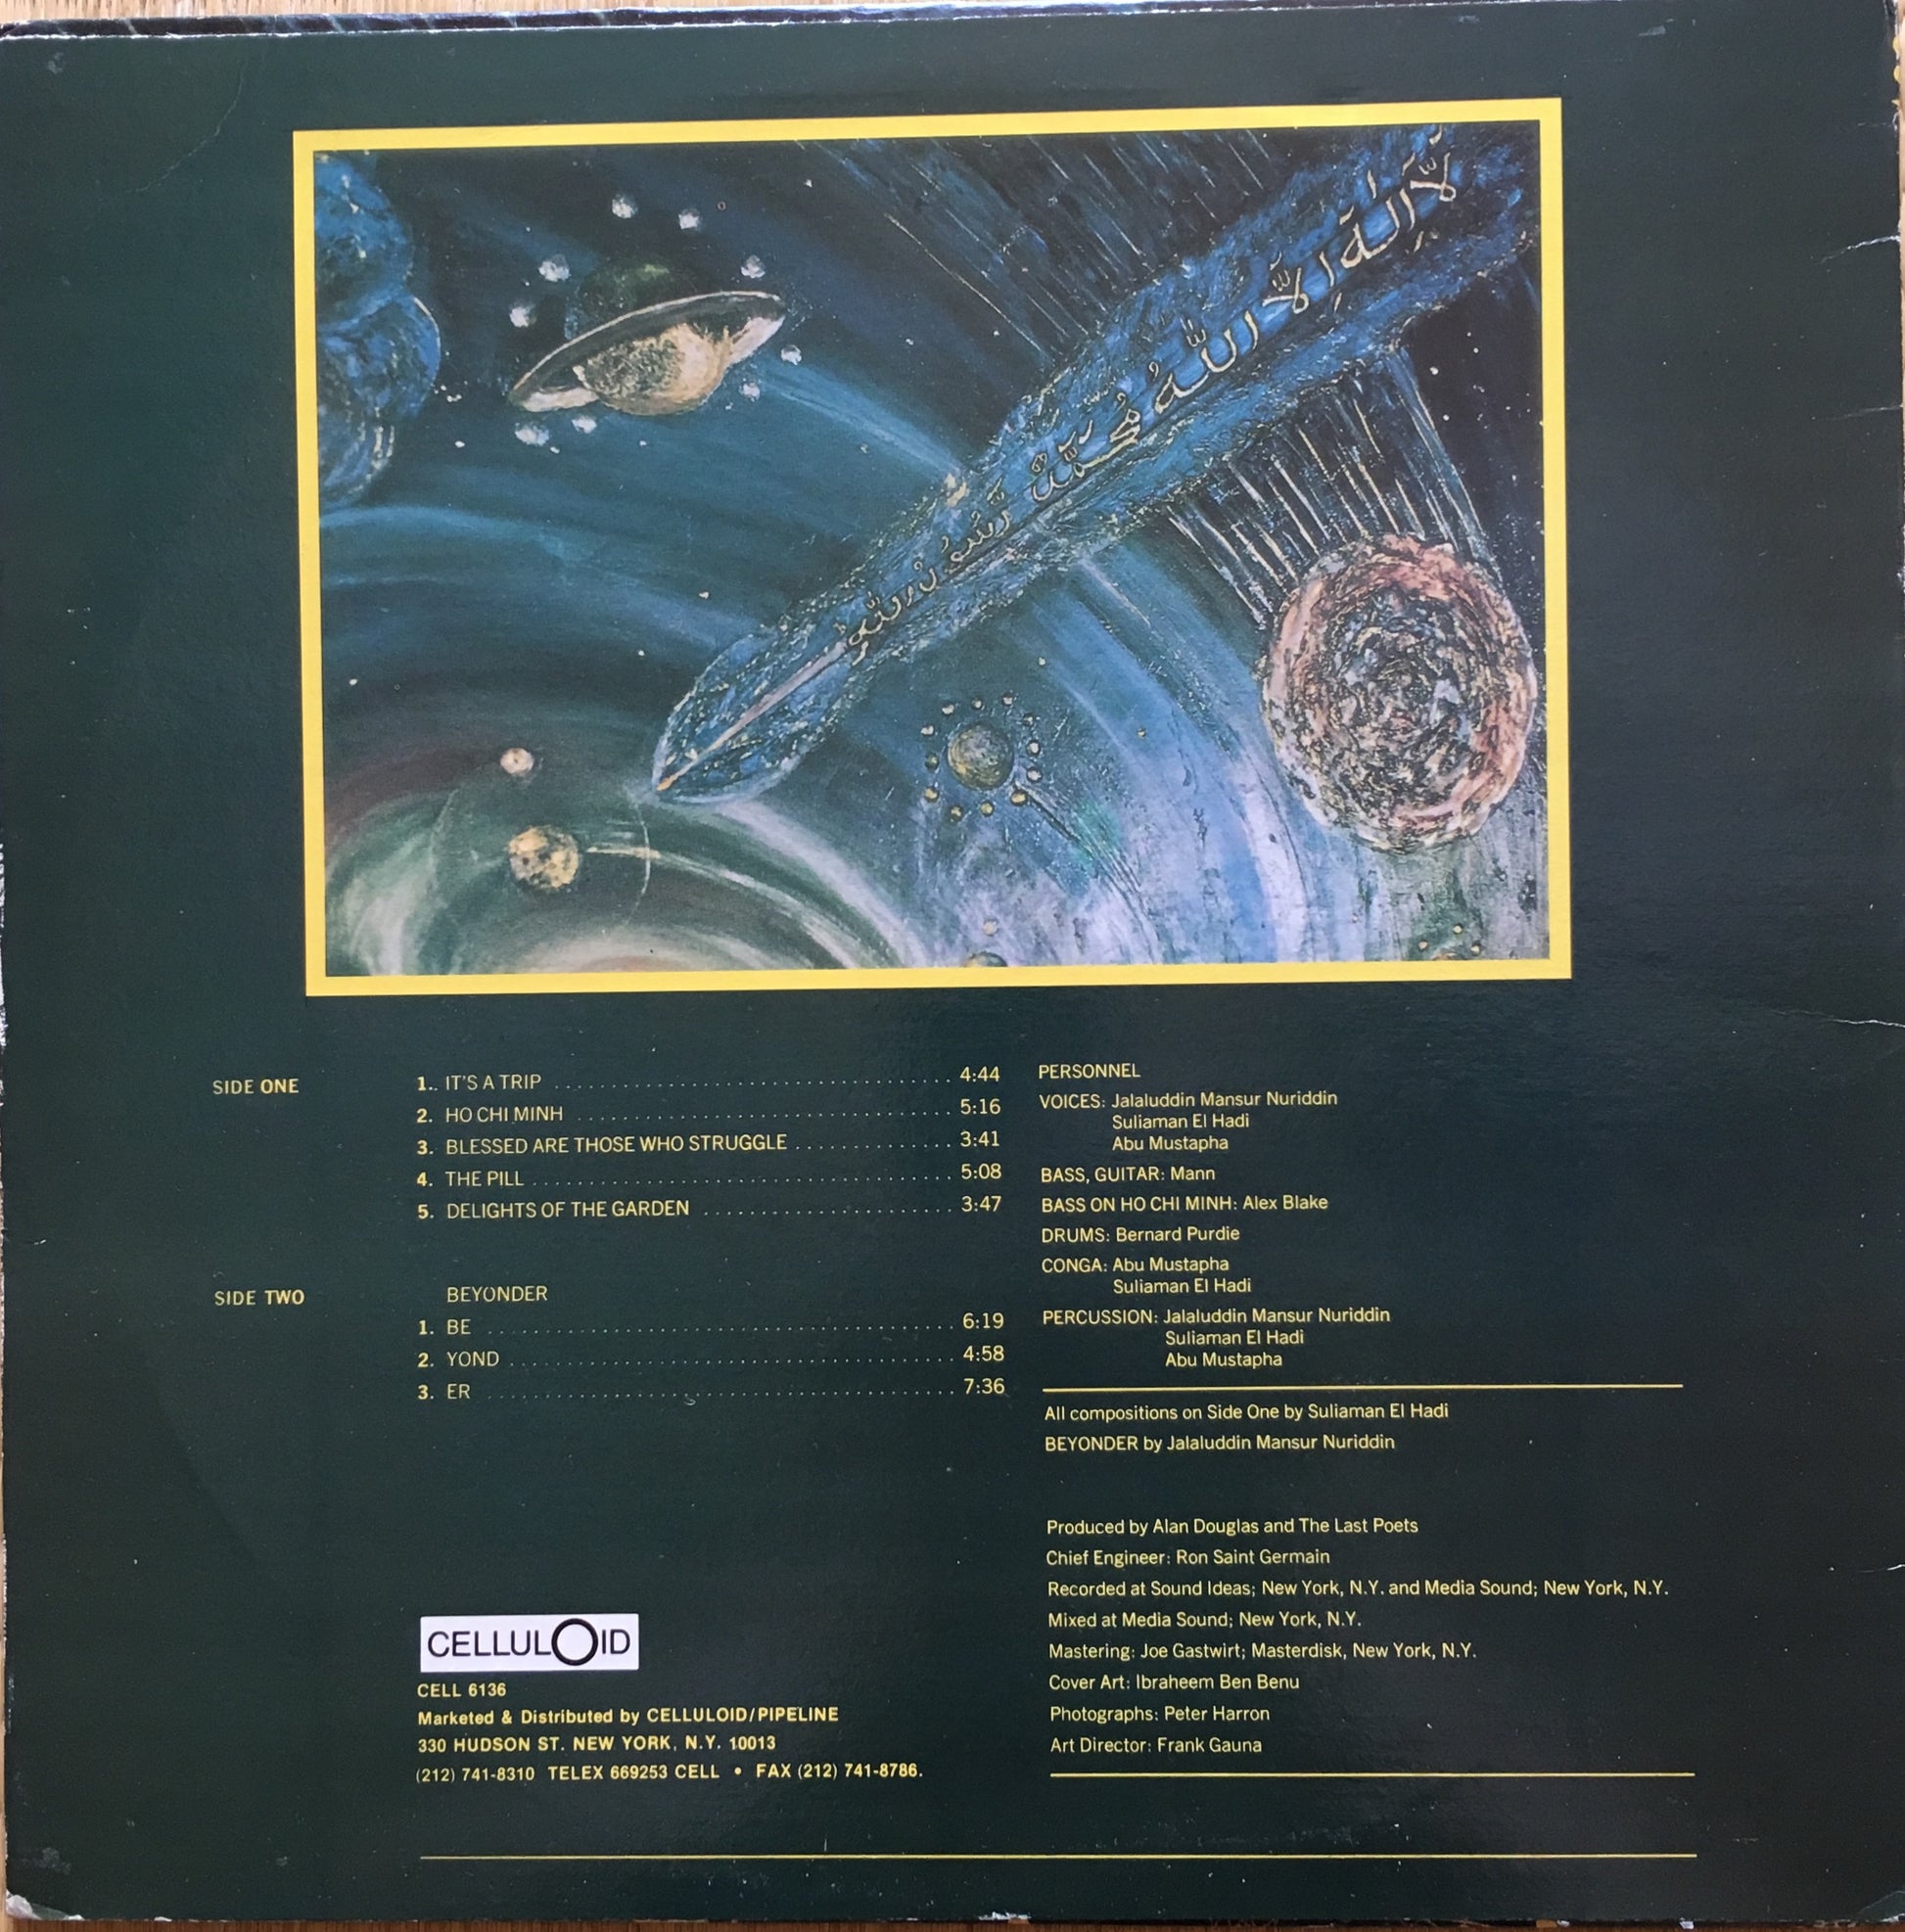 لَا إِلَٰهَ إِلَّا اللَّهُ مُحَمَّدٌ رَسُولُ اللَّهِ
SIDE ONE
1.. IT'S A TRIP ........ 4:44
2. HO CHI MINH ........ 5:16
3. BLESSED ARE THOSE WHO STRUGGLE ........ 3:41
4. THE PILL ........ 5:08
5. DELIGHTS OF THE GARDEN ........ 3:47
SIDE TWO
BEYONDER
1. BE ........ 6:19
2. YOND ........ 4:58
3. ER ........ 7:36
PERSONNEL
VOICES: Jalaluddin Mansur Nuriddin
Suliaman El Hadi
Abu Mustapha
BASS, GUITAR: Mann
BASS ON HO CHI MINH: Alex Blake
DRUMS: Bernard Purdie
CONGA: Abu Mustapha
Suliaman El Hadi
PERCUSSION: Jalaluddin Mansur Nuriddin
Suliaman El Hadi
Abu Mustapha
All compositions on Side One by Suliaman El Hadi
BEYONDER by Jalaluddin Mansur Nuriddin
Produced by Alan Douglas and The Last Poets
Chief Engineer: Ron Saint Germain
Recorded at Sound Ideas; New York, N.Y. and Media Sound; New York, N.Y.
Mixed at Media Sound; New York, N.Y.
Mastering: Joe Gastwirt; Masterdisk, New York, N.Y.
Cover Art: Ibraheem Ben Benu
Photographs: Peter Harron
Art Director: Frank Gauna
CELLULOID
CELL 6136
Marketed & Distributed by CELLULOID/PIPELINE
330 HUDSON ST. NEW YORK, N.Y. 10013
(212) 741-8310 TELEX 669253 CELL • FAX (212) 741-8786.